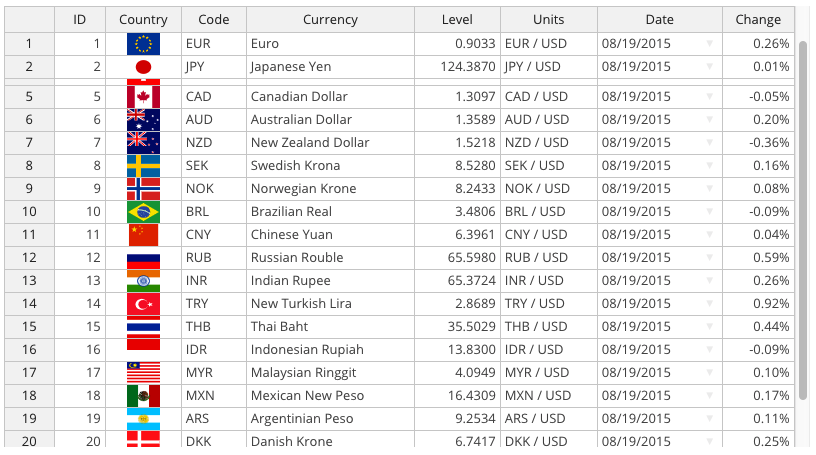 ID Country Code Currency Level Units Date Change
1 1 EUR Euro 0.9033 EUR / USD 08/19/2015 0.26%
2 2 JPY Japanese Yen 124.3870 JPY / USD 08/19/2015 0.01%
5 5 CAD Canadian Dollar 1.3097 CAD / USD 08/19/2015 -0.05%
6 6 AUD Australian Dollar 1.3589 AUD / USD 08/19/2015 0.20%
7 7 NZD New Zealand Dollar 1.5218 NZD / USD 08/19/2015 -0.36%
8 8 SEK Swedish Krona 8.5280 SEK / USD 08/19/2015 0.16%
9 9 NOK Norwegian Krone 8.2433 NOK / USD 08/19/2015 0.08%
10 10 BRL Brazilian Real 3.4806 BRL / USD 08/19/2015 -0.09%
11 11 CNY Chinese Yuan 6.3961 CNY / USD 08/19/2015 0.04%
12 12 RUB Russian Rouble 65.5980 RUB / USD 08/19/2015 0.59%
13 13 INR Indian Rupee 65.3724 INR / USD 08/19/2015 0.26%
14 14 TRY New Turkish Lira 2.8689 TRY / USD 08/19/2015 0.92%
15 15 THB Thai Baht 35.5029 THB / USD 08/19/2015 0.44%
16 16 IDR Indonesian Rupiah 13.8300 IDR / USD 08/19/2015 -0.09%
17 17 MYR Malaysian Ringgit 4.0949 MYR / USD 08/19/2015 0.10%
18 18 MXN Mexican New Peso 16.4309 MXN / USD 08/19/2015 0.17%
19 19 ARS Argentinian Peso 9.2534 ARS / USD 08/19/2015 0.11%
20 20 DKK Danish Krone 6.7417 DKK / USD 08/19/2015 0.25%